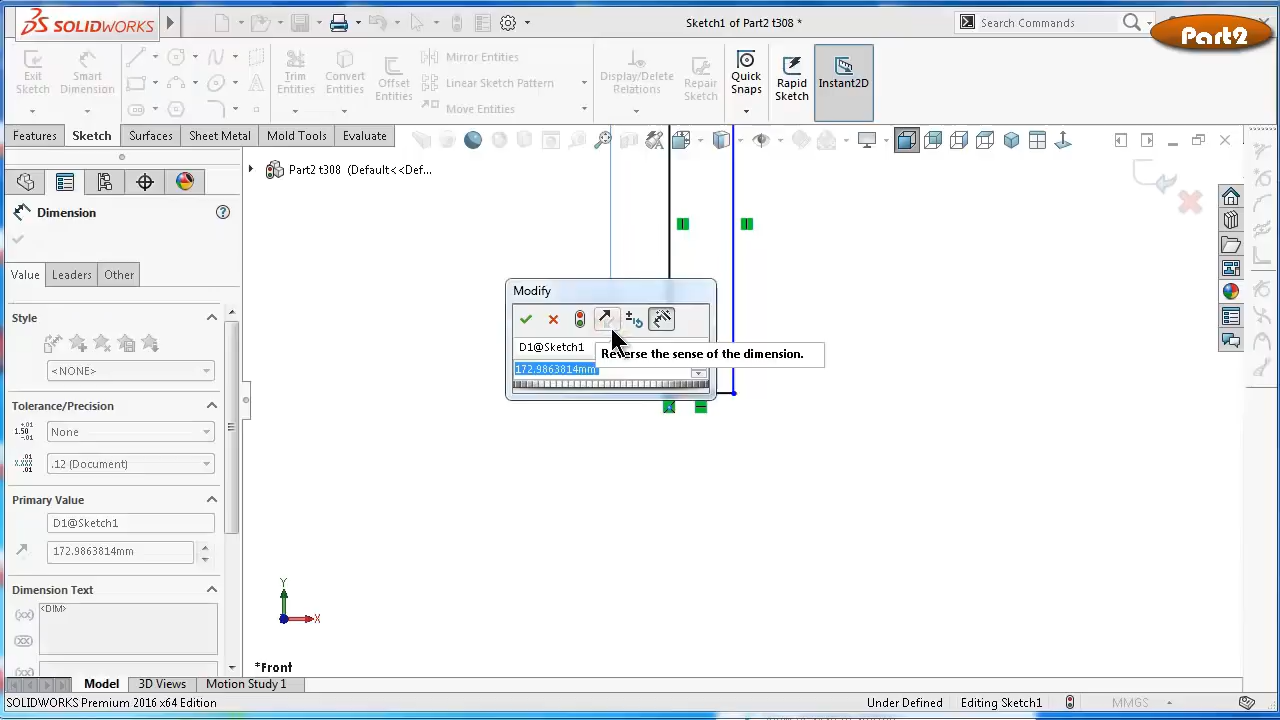 SOLIDWORKS
Sketch1 of Part2 t308 *
Search Commands
Part2
Exit Sketch
Smart Dimension
Trim Entities
Convert Entities
Offset Entities
Mirror Entities
Linear Sketch Pattern
Move Entities
Display/Delete Relations
Repair Sketch
Quick Snaps
Rapid Sketch
Instant2D
Features
Sketch
Surfaces
Sheet Metal
Mold Tools
Evaluate
Part2 t308 (Default<<Def...
Dimension
Value
Leaders
Other
Style
<NONE>
Tolerance/Precision
None
.12 (Document)
Primary Value
D1@Sketch1
172.9863814mm
Dimension Text
<DIM>
Modify
D1@Sketch1
Reverse the sense of the dimension.
172.9863814mm
Y
X
*Front
Model
3D Views
Motion Study 1
SOLIDWORKS Premium 2016 x64 Edition
Under Defined
Editing Sketch1
MMGS